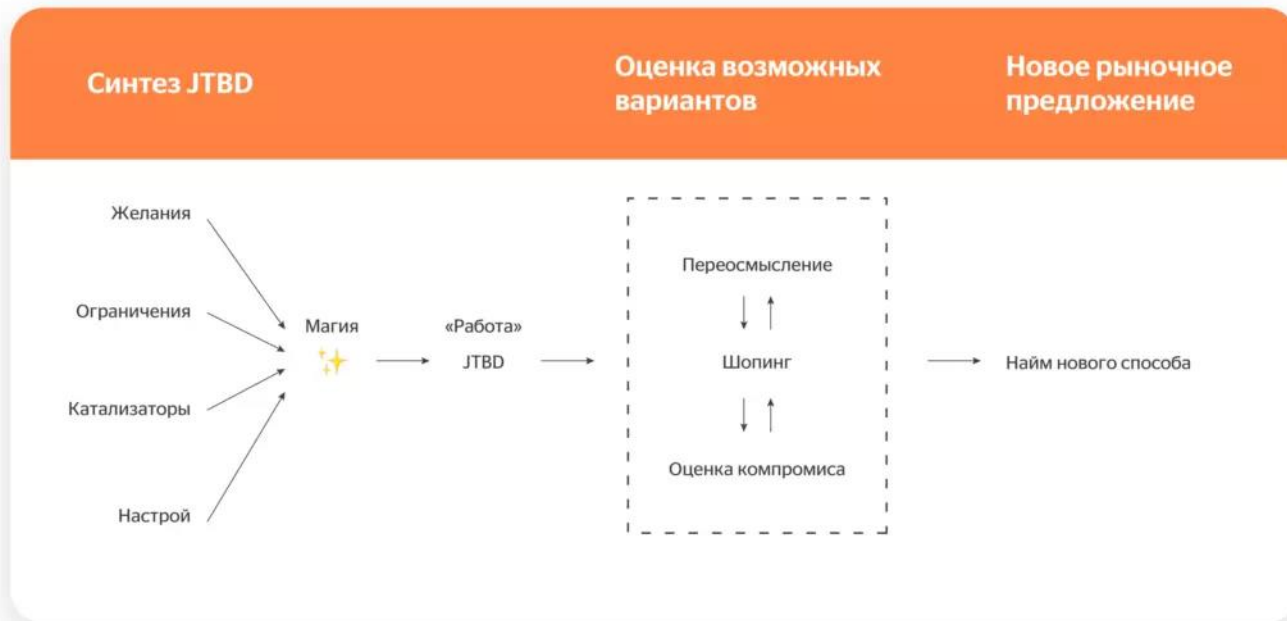 Синтез JTBD
Оценка возможных
вариантов
Новое рыночное
предложение
Желания
Ограничения
Катализаторы
Настрой
Магия
«Работа»
JTBD
Переосмысление
Шопинг
Оценка компромиса
Найм нового способа